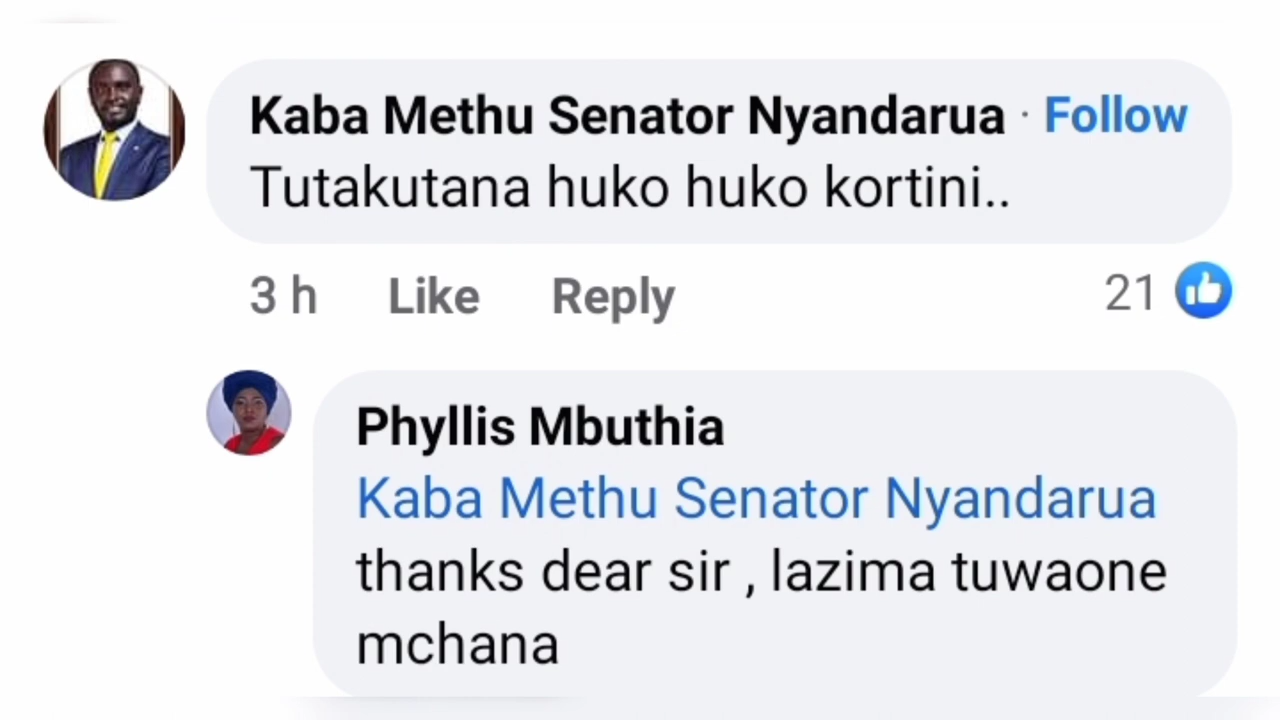 Kaba Methu Senator Nyandarua · Follow
Tutakutana huko huko kortini..
3 h Like Reply 21
Phyllis Mbuthia
Kaba Methu Senator Nyandarua
thanks dear sir , lazima tuwaone
mchana